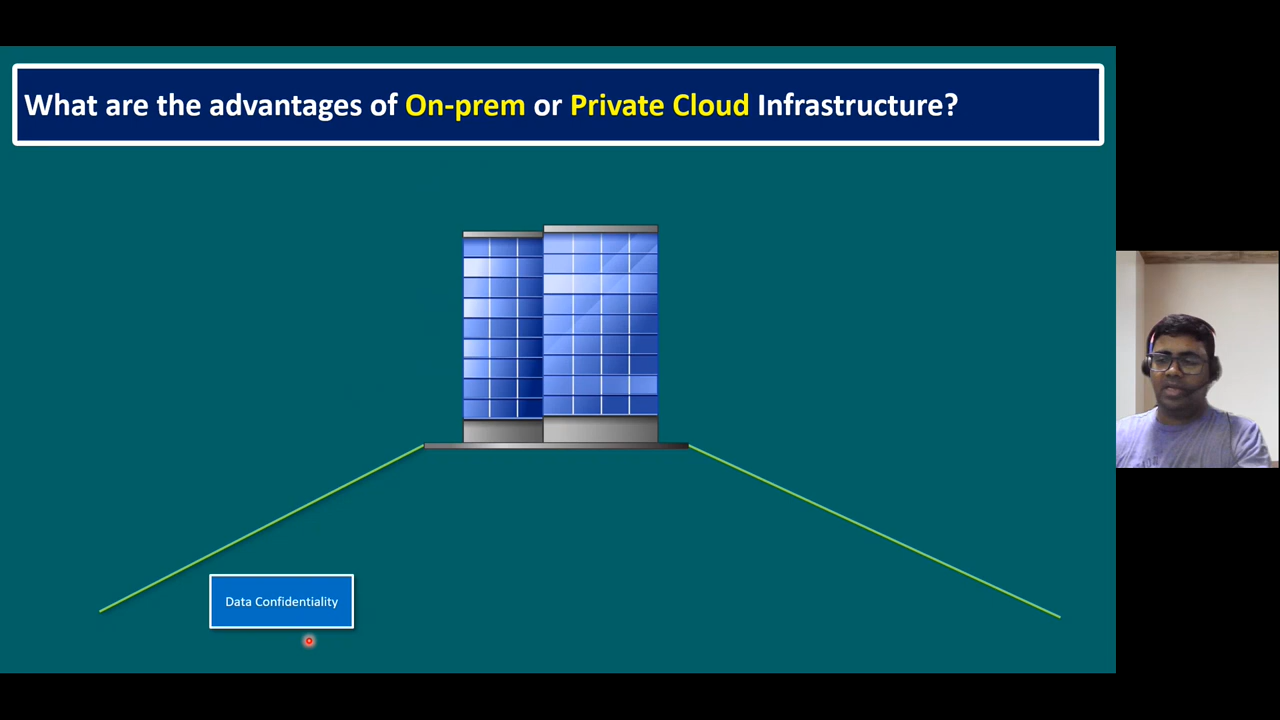 What are the advantages of On-prem or Private Cloud Infrastructure?
Data Confidentiality